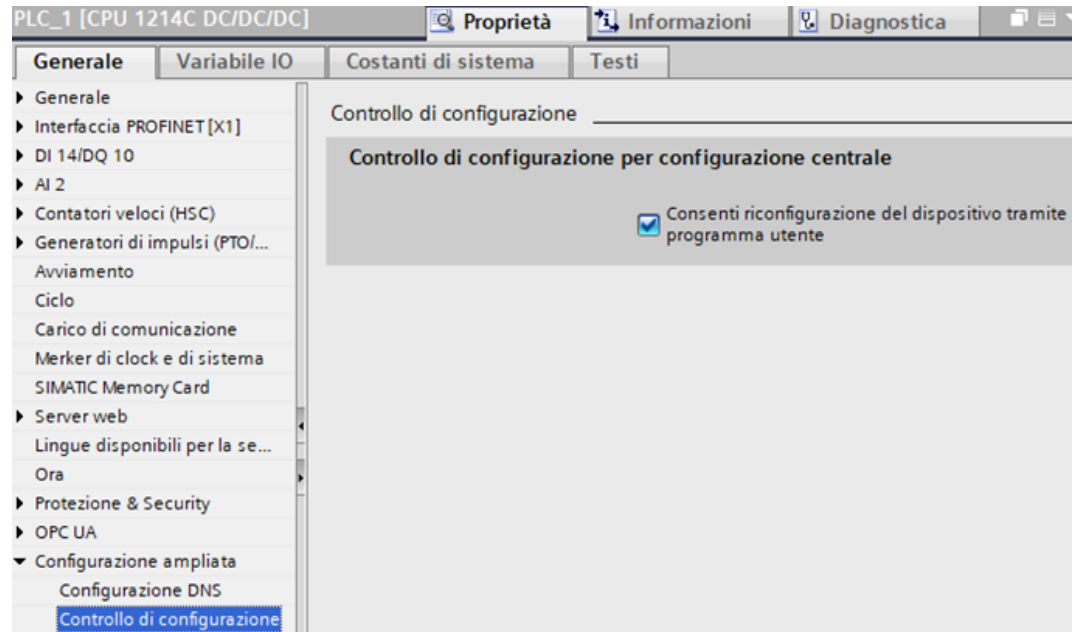 PLC_1 [CPU 1214C DC/DC/DC]
Proprietà
Informazioni
Diagnostica
Generale
Variabile IO
Costanti di sistema
Testi
Generale
Interfaccia PROFINET [X1]
DI 14/DQ 10
AI 2
Contatori veloci (HSC)
Generatori di impulsi (PTO/...
Avviamento
Ciclo
Carico di comunicazione
Merker di clock e di sistema
SIMATIC Memory Card
Server web
Lingue disponibili per la se...
Ora
Protezione & Security
OPC UA
Configurazione ampliata
Configurazione DNS
Controllo di configurazione
Controllo di configurazione
Controllo di configurazione per configurazione centrale
Consenti riconfigurazione del dispositivo tramite
programma utente